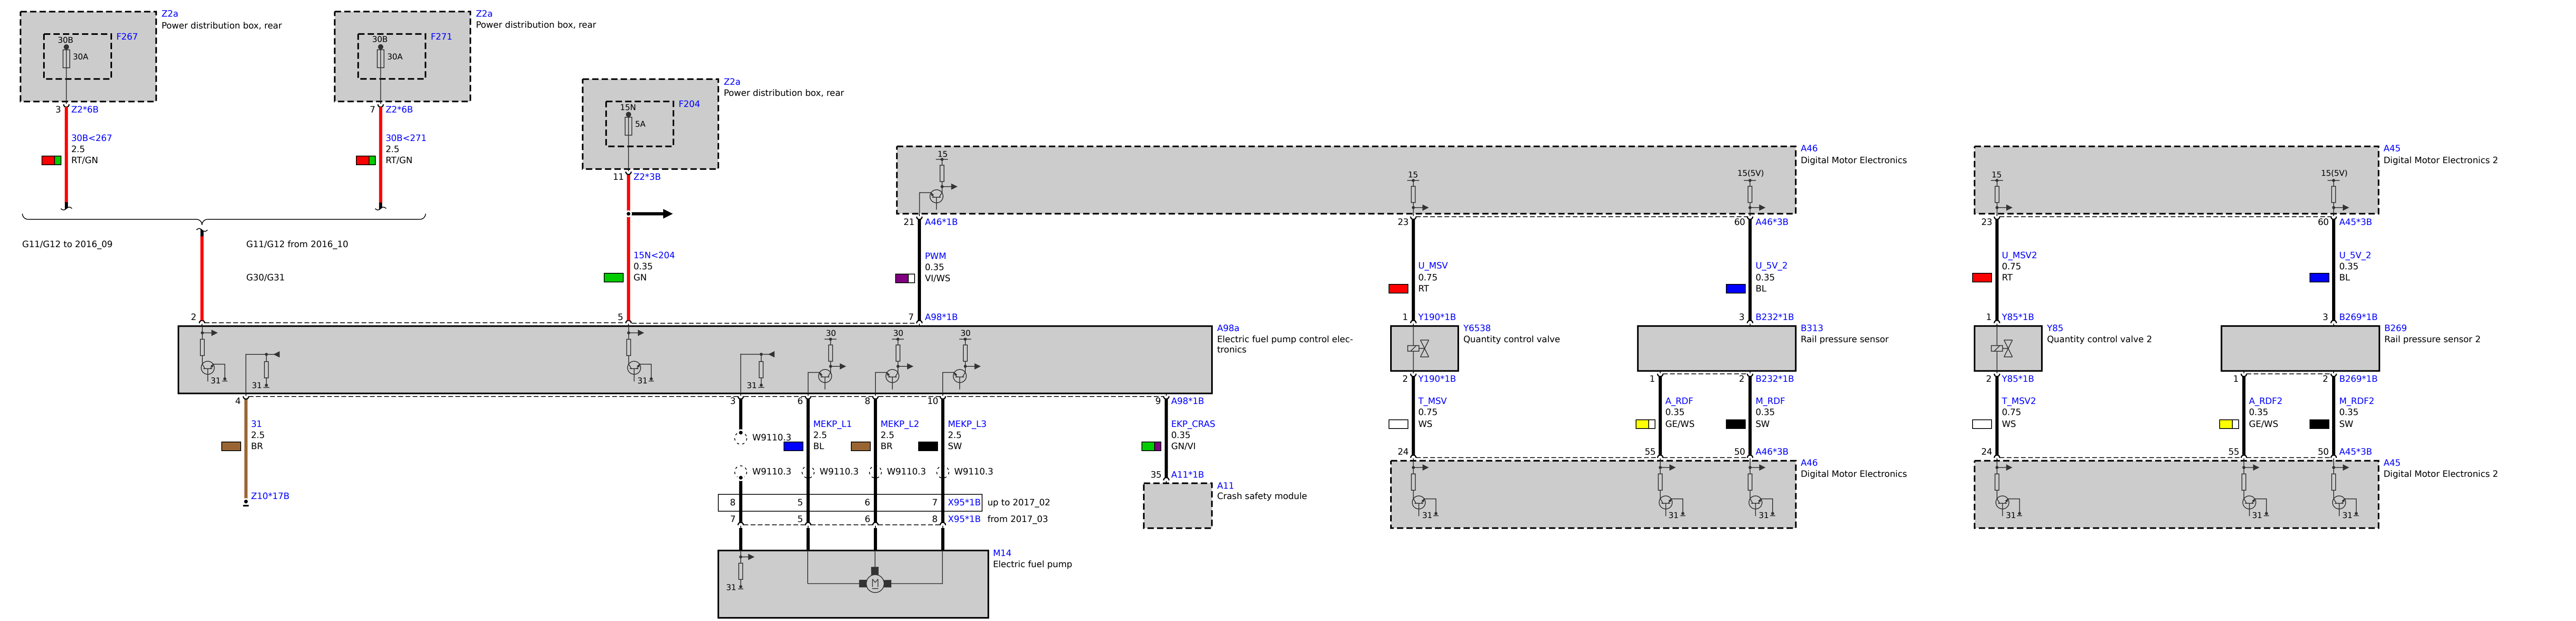 Z2a
Power distribution box, rear
F267
30B
30A
3
Z2*6B
30B<267
2.5
RT/GN
Z2a
Power distribution box, rear
F271
30B
30A
7
Z2*6B
30B<271
2.5
RT/GN
G11/G12 to 2016_09
G11/G12 from 2016_10
G30/G31
Z2a
Power distribution box, rear
F204
15N
5A
11
Z2*3B
15N<204
0.35
GN
A46
Digital Motor Electronics
15
15
15(5V)
21
A46*1B
23
60
A46*3B
PWM
0.35
VI/WS
U_MSV
0.75
RT
U_5V_2
0.35
BL
A45
Digital Motor Electronics 2
15
15(5V)
23
60
A45*3B
U_MSV2
0.75
RT
U_5V_2
0.35
BL
2
5
7
A98*1B
A98a
Electric fuel pump control elec-
tronics
31
31
31
31
30
30
30
4
3
6
8
10
9
A98*1B
31
2.5
BR
Z10*17B
W9110.3
MEKP_L1
2.5
BL
MEKP_L2
2.5
BR
MEKP_L3
2.5
SW
EKP_CRAS
0.35
GN/VI
W9110.3
W9110.3
W9110.3
W9110.3
8
5
6
7
X95*1B
up to 2017_02
7
5
6
8
X95*1B
from 2017_03
M14
Electric fuel pump
31
M
35
A11*1B
A11
Crash safety module
1
Y190*1B
Y6538
Quantity control valve
2
Y190*1B
T_MSV
0.75
WS
3
B232*1B
B313
Rail pressure sensor
1
2
B232*1B
A_RDF
0.35
GE/WS
M_RDF
0.35
SW
24
55
50
A46*3B
A46
Digital Motor Electronics
31
31
31
1
Y85*1B
Y85
Quantity control valve 2
2
Y85*1B
T_MSV2
0.75
WS
3
B269*1B
B269
Rail pressure sensor 2
1
2
B269*1B
A_RDF2
0.35
GE/WS
M_RDF2
0.35
SW
24
55
50
A45*3B
A45
Digital Motor Electronics 2
31
31
31